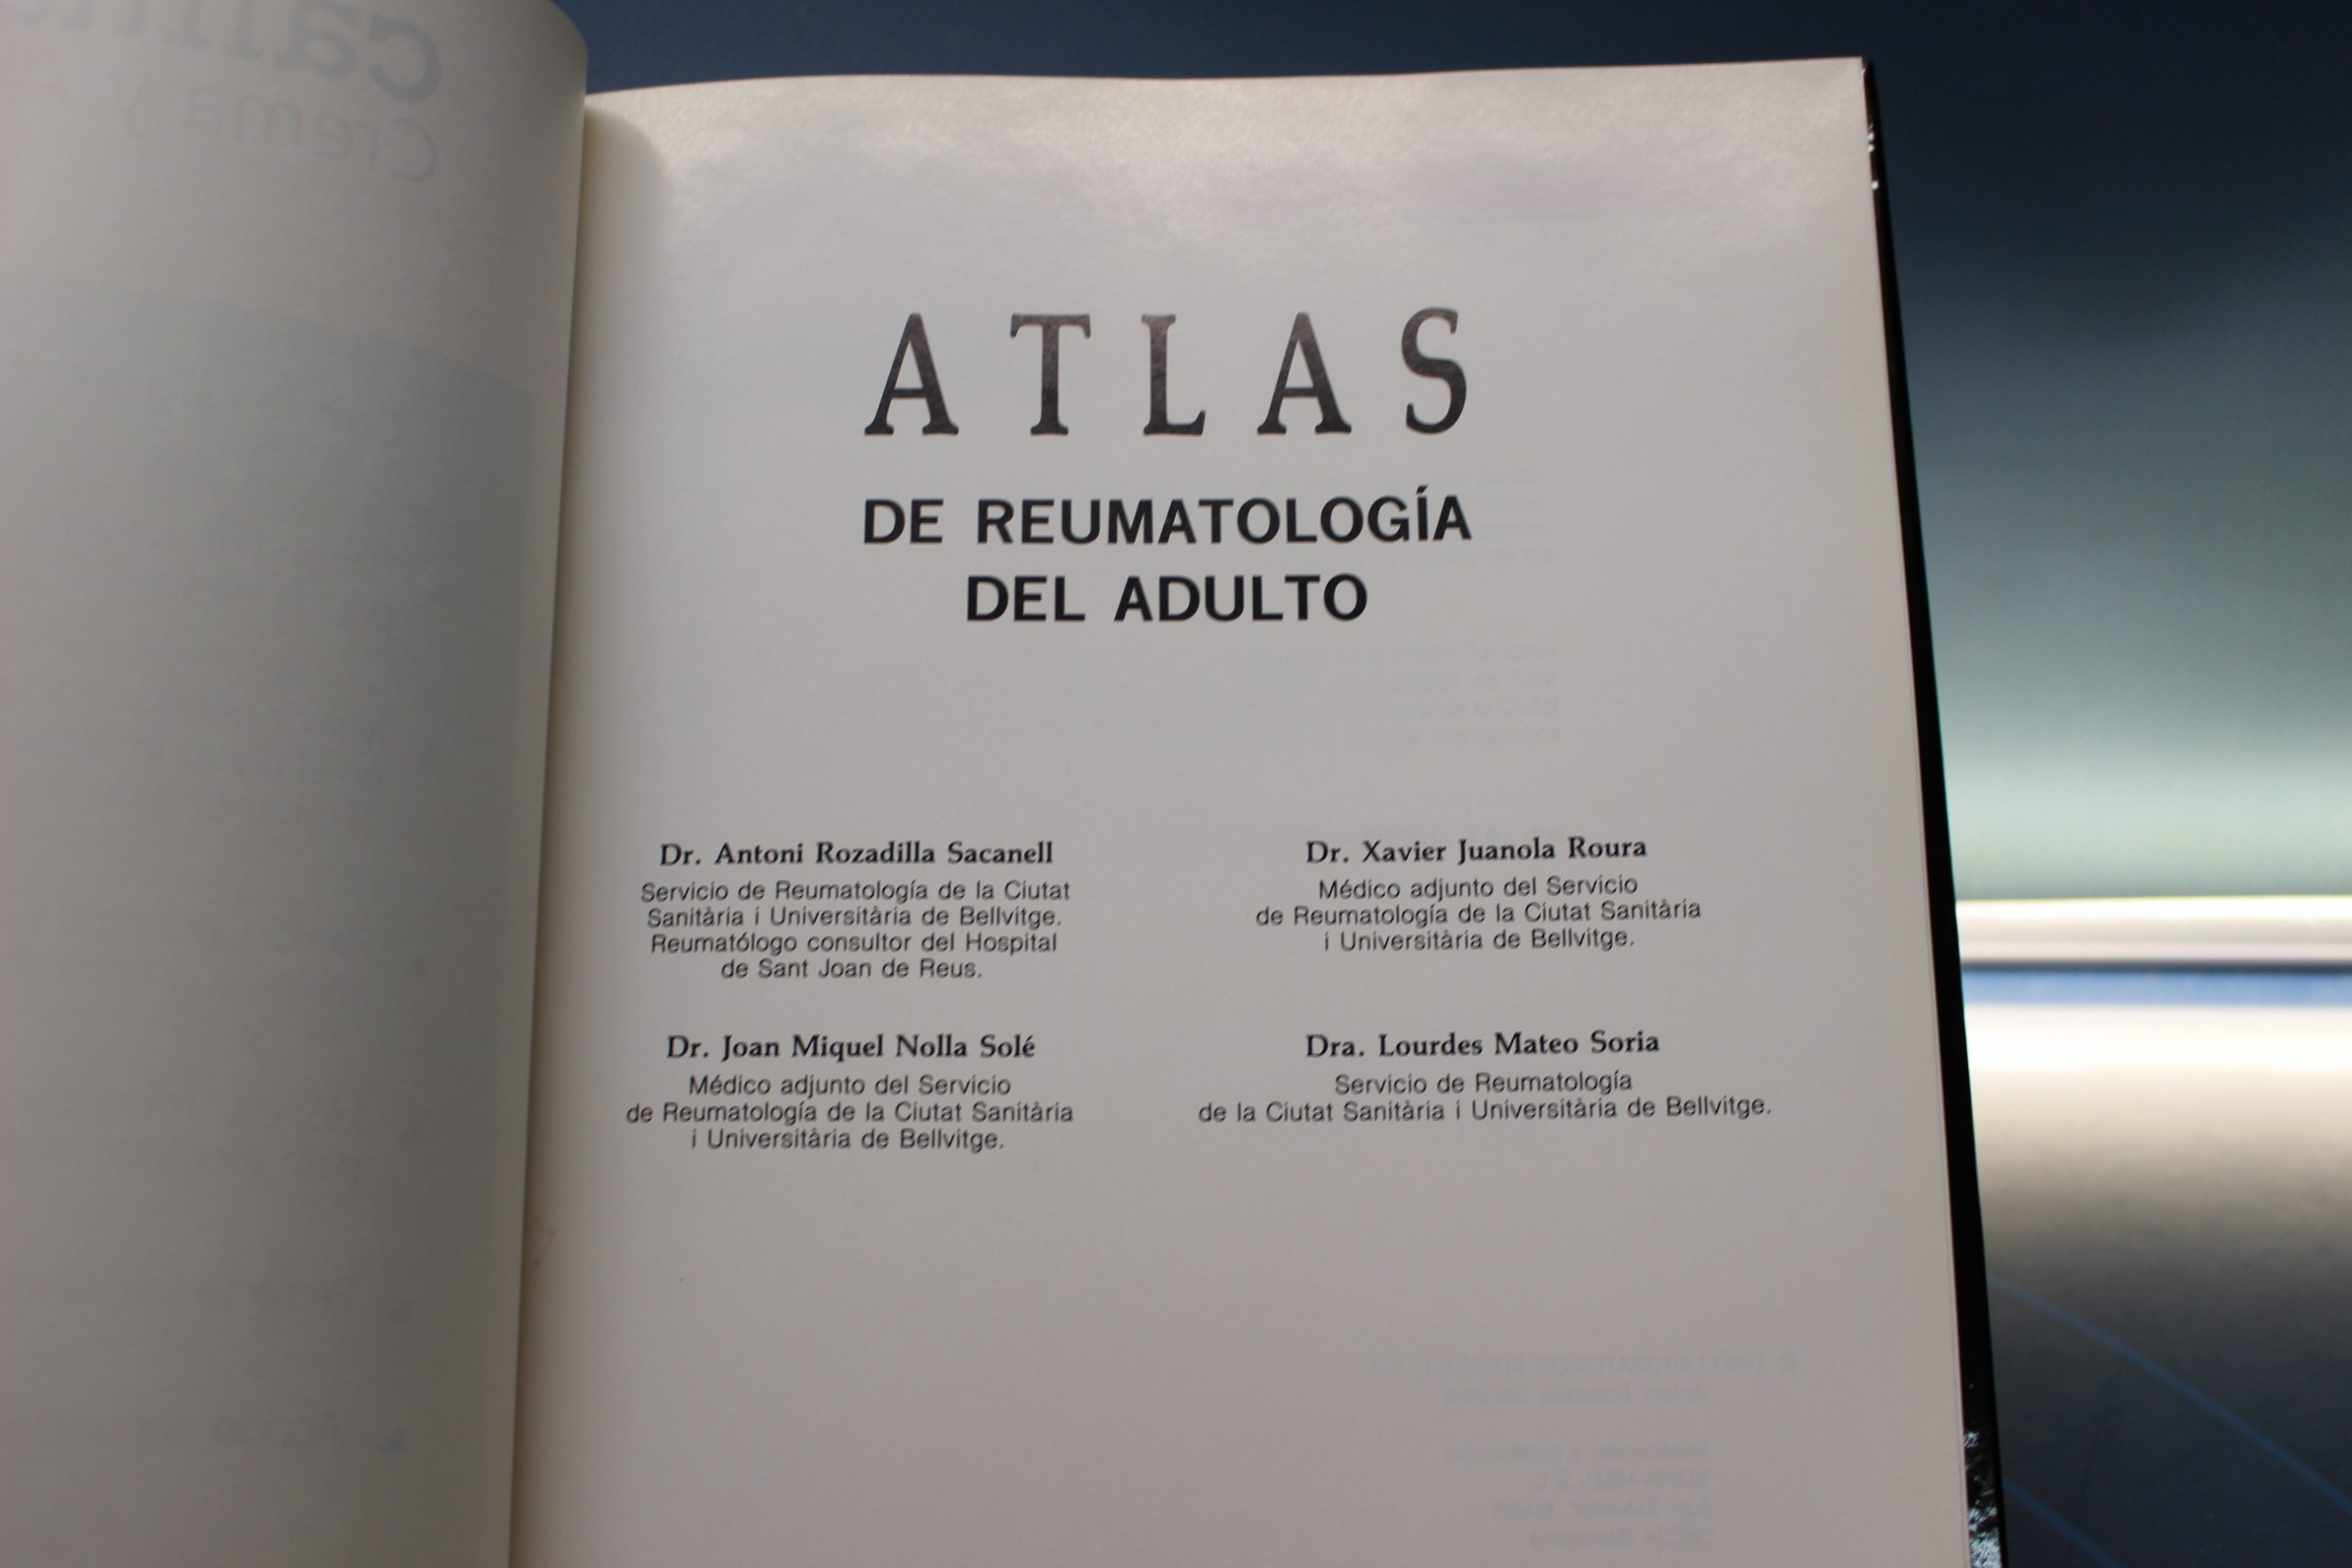 ATLAS
DE REUMATOLOGÍA
DEL ADULTO
Dr. Antoni Rozadilla Sacanell
Servicio de Reumatología de la Ciutat
Sanitària i Universitària de Bellvitge.
Reumatólogo consultor del Hospital
de Sant Joan de Reus.
Dr. Xavier Juanola Roura
Médico adjunto del Servicio
de Reumatología de la Ciutat Sanitària
i Universitària de Bellvitge.
Dr. Joan Miquel Nolla Solé
Médico adjunto del Servicio
de Reumatología de la Ciutat Sanitària
i Universitària de Bellvitge.
Dra. Lourdes Mateo Soria
Servicio de Reumatología
de la Ciutat Sanitària i Universitària de Bellvitge.
Crema y